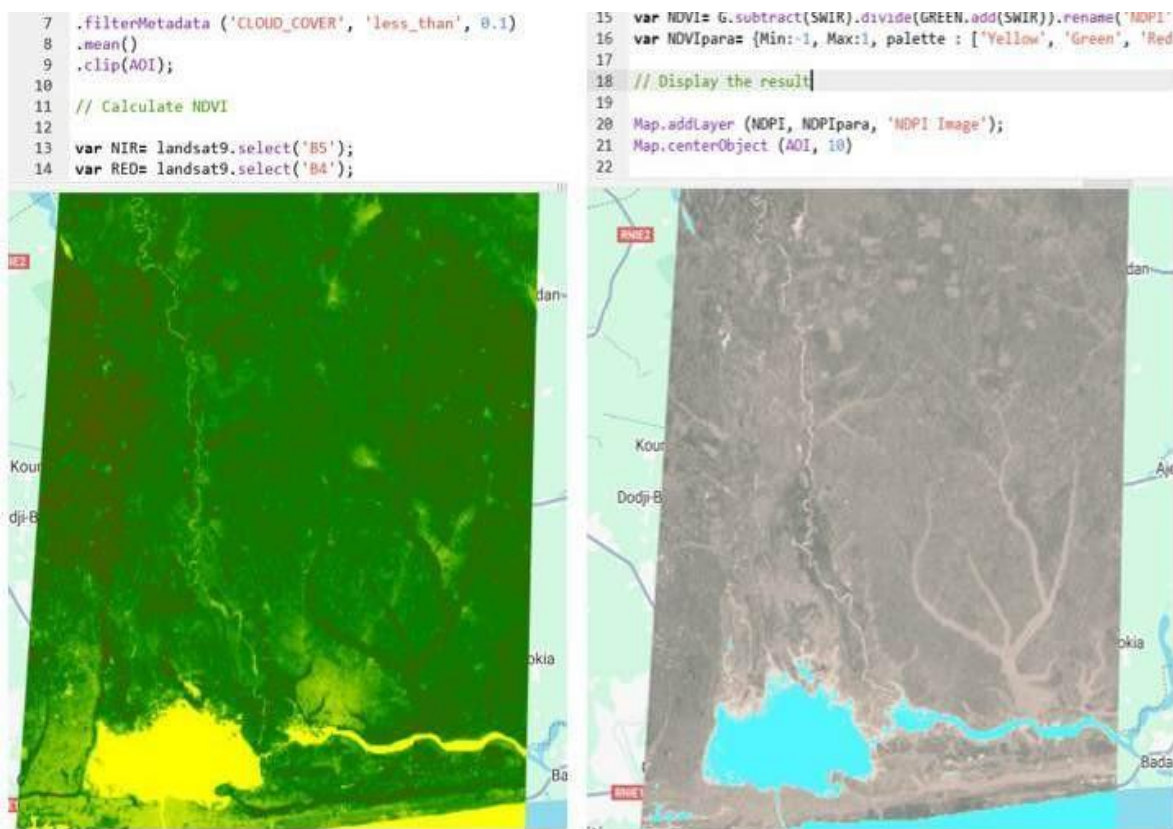 7 .filterMetadata ('CLOUD_COVER', 'less_than', 0.1)
8 .mean()
9 .clip(AOI);
10
11 // Calculate NDVI
12
13 var NIR= landsat9.select('B5');
14 var RED= landsat9.select('B4');
NE2
dan
Kour
dji-B
okia
Ba
15 var NDVI= G.subtract(SWIR).divide(GREEN.add(SWIR)).rename('NDPI'
16 var NDVIpara= {Min:-1, Max:1, palette : ['Yellow', 'Green', 'Red
17
18 // Display the result
19
20 Map.addLayer (NDPI, NDPIpara, 'NDPI Image');
21 Map.centerObject (AOI, 10)
22
RNIE2
dan
Kour
Aje
Dodji-B
okia
Bada
RNIE1